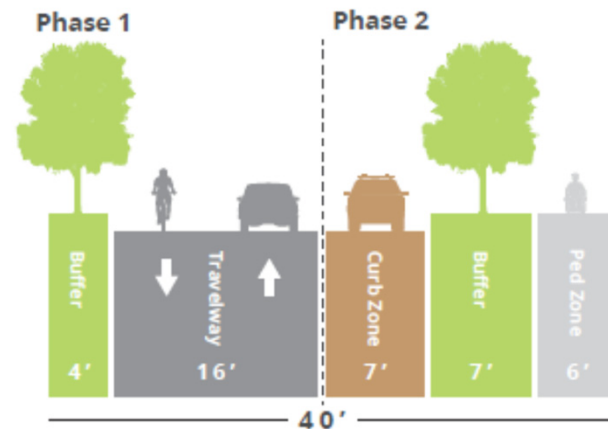 Phase 1
Phase 2
Buffer
4'
Travelway
16'
Curb Zone
7'
Buffer
7'
Ped Zone
6'
40'